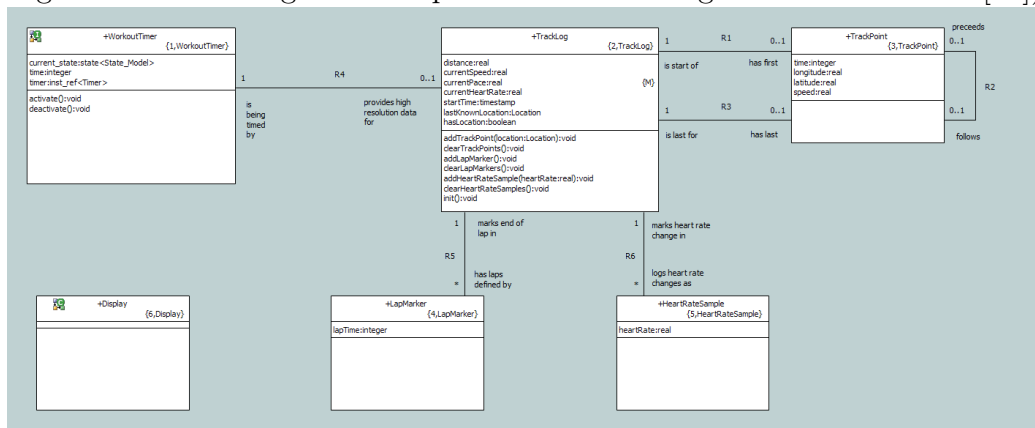 +WorkoutTimer
{1,WorkoutTimer}
current_state:state<State_Model>
time:integer
timer:inst_ref<Timer>
activate():void
deactivate():void
1
R4
0..1
is
being
timed
by
provides high
resolution data
for
+TrackLog
{2,TrackLog}
distance:real
currentSpeed:real
currentPace:real
currentHeartRate:real
startTime:timestamp
lastKnownLocation:Location
hasLocation:boolean
{M}
addTrackPoint(location:Location):void
clearTrackPoints():void
addLapMarker():void
clearLapMarkers():void
addHeartRateSample(heartRate:real):void
clearHeartRateSamples():void
init():void
1
R1
0..1
is start of
has first
1
R3
0..1
is last for
has last
+TrackPoint
{3,TrackPoint}
time:integer
longitude:real
latitude:real
speed:real
preceeds
0..1
R2
0..1
follows
1
marks end of
lap in
R5
has laps
* defined by
1
marks heart rate
change in
R6
logs heart rate
* changes as
+Display
{6,Display}
+LapMarker
{4,LapMarker}
lapTime:integer
+HeartRateSample
{5,HeartRateSample}
heartRate:real